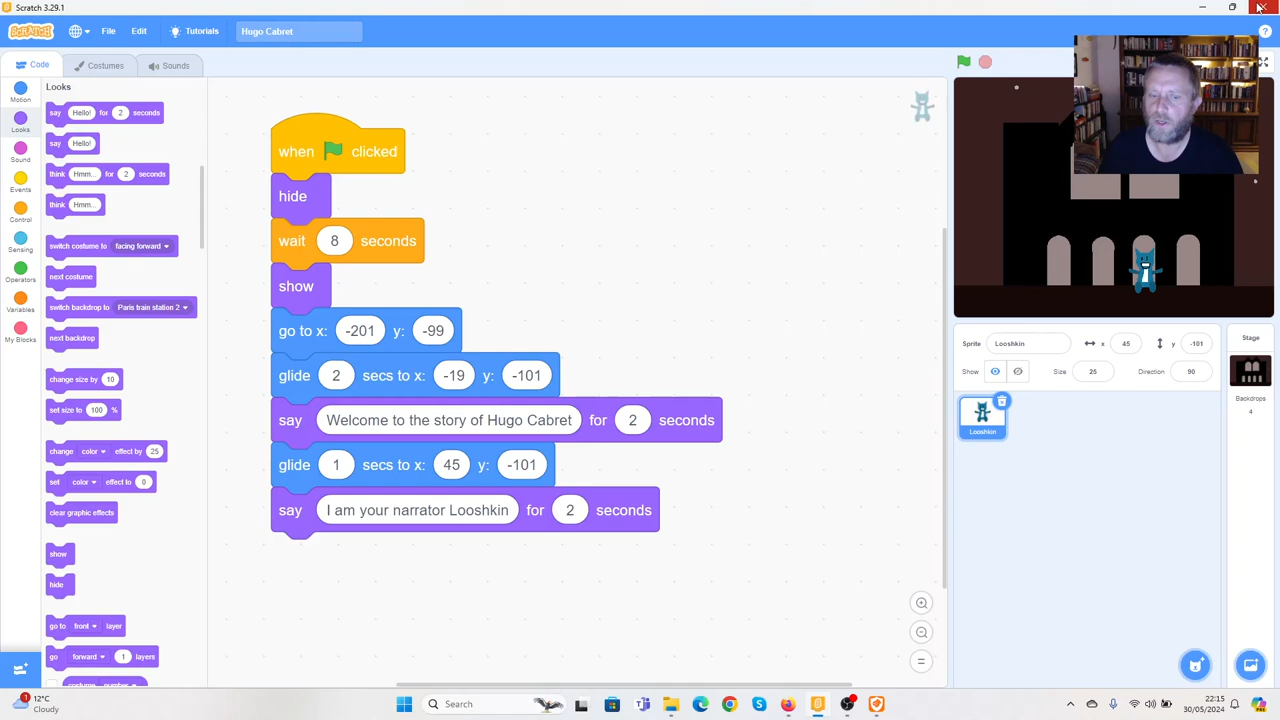 Scratch 3.29.1
SCRATCH File Edit Tutorials Hugo Cabret ?
Code Costumes Sounds
Motion
Looks
Sound
Events
Control
Sensing
Operators
Variables
My Blocks
Looks
say Hello! for 2 seconds
say Hello!
think Hmm... for 2 seconds
think Hmm...
switch costume to facing forward
next costume
switch backdrop to Paris train station 2
next backdrop
change size by 10
set size to 100 %
change color effect by 25
set color effect to 0
clear graphic effects
show
hide
go to front layer
go forward 1 layers
costume number
when clicked
hide
wait 8 seconds
show
go to x: -201 y: -99
glide 2 secs to x: -19 y: -101
say Welcome to the story of Hugo Cabret for 2 seconds
glide 1 secs to x: 45 y: -101
say I am your narrator Looshkin for 2 seconds
Sprite Looshkin x 45 y -101
Show Size 25 Direction 90
Looshkin
Stage
Backdrops
4
1
12°C
Cloudy
Search
22:15
30/05/2024